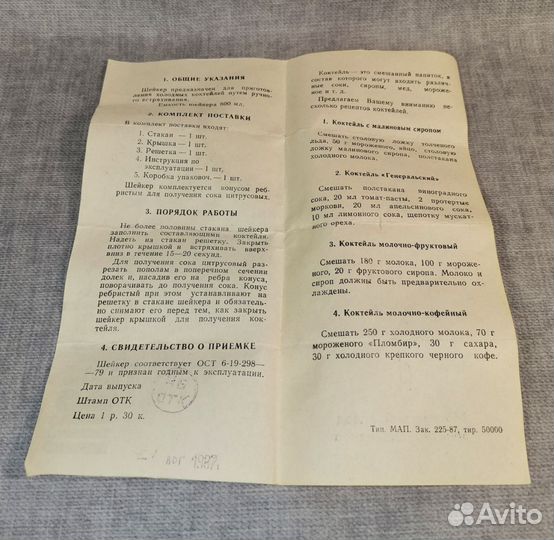 1. ОБЩИЕ УКАЗАНИЯ
Шейкер предназначен для приготов-
ления холодных коктейлей путем ручно-
го встряхивания.
Емкость шейкера 500 мл.
2. КОМПЛЕКТ ПОСТАВКИ
В комплект поставки входят:
1. Стакан — 1 шт.
2. Крышка — 1 шт.
3. Решетка — 1 шт.
4. Инструкция по
эксплуатации — 1 шт.
5. Коробка упаковоч. — 1 шт.
Шейкер комплектуется конусом реб-
ристым для получения сока цитрусовых.
3. ПОРЯДОК РАБОТЫ
Не более половины стакана шейкера
заполнить составляющими коктейля.
Надеть на стакан решетку. Закрыть
плотно крышкой и встряхивать вверх-
вниз в течение 15—20 секунд.
Для получения сока цитрусовый раз-
резать пополам в поперечном сечении
долек и, насадив его на ребра конуса,
поворачивать до получения сока. Конус
ребристый при этом устанавливают на
решетку в стакане шейкера и обязатель-
но снимают его перед тем, как закрыть
шейкер крышкой для получения кок-
тейля.
4. СВИДЕТЕЛЬСТВО О ПРИЕМКЕ
Шейкер соответствует ОСТ 6-19-298—
—79 и признан годным к эксплуатации.
Дата выпуска
Штамп ОТК
ОТК
Цена 1 р. 30 к.
1987
Коктейль — это смешанный напиток, в
состав которого могут входить различ-
ные соки, сиропы, мед, мороже-
ное и т. д.
Предлагаем Вашему вниманию не-
сколько рецептов коктейлей.
1. Коктейль с малиновым сиропом
Смешать столовую ложку толченого
льда, 50 г мороженого, яйцо, столовую
ложку малинового сиропа, полстакана
холодного молока.
2. Коктейль «Генеральский»
Смешать полстакана виноградного
сока, 20 мл томат-пасты, 2 протертые
моркови, 20 мл апельсинового сока,
10 мл лимонного сока, щепотку мускат-
ного ореха.
3. Коктейль молочно-фруктовый
Смешать 180 г молока, 100 г мороже-
ного, 20 г фруктового сиропа. Молоко и
сироп должны быть предварительно ох-
лаждены.
4. Коктейль молочно-кофейный
Смешать 250 г холодного молока, 70 г
мороженого «Пломбир», 30 г сахара,
30 г холодного крепкого черного кофе.
Тип. МАП. Зак. 225-87, тир. 50000
Avito